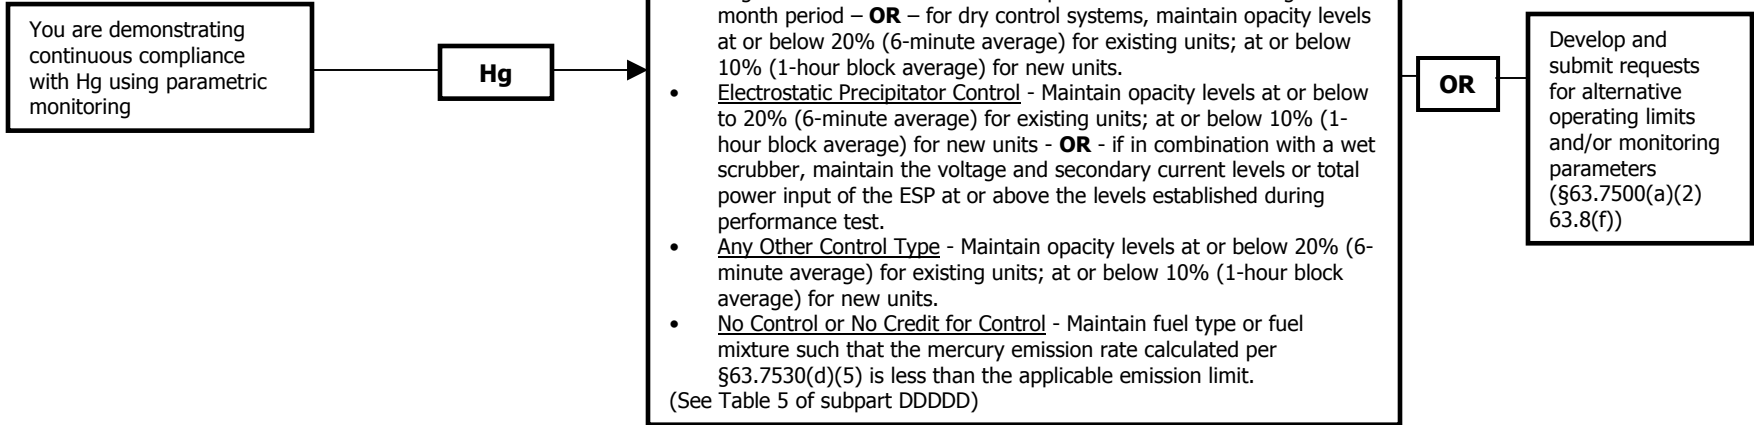 You are demonstrating
continuous compliance
with Hg using parametric
monitoring
Hg
month period – OR – for dry control systems, maintain opacity levels
at or below 20% (6-minute average) for existing units; at or below
10% (1-hour block average) for new units.
• Electrostatic Precipitator Control - Maintain opacity levels at or below
to 20% (6-minute average) for existing units; at or below 10% (1-
hour block average) for new units - OR - if in combination with a wet
scrubber, maintain the voltage and secondary current levels or total
power input of the ESP at or above the levels established during
performance test.
• Any Other Control Type - Maintain opacity levels at or below 20% (6-
minute average) for existing units; at or below 10% (1-hour block
average) for new units.
• No Control or No Credit for Control - Maintain fuel type or fuel
mixture such that the mercury emission rate calculated per
§63.7530(d)(5) is less than the applicable emission limit.
(See Table 5 of subpart DDDDD)
OR
Develop and
submit requests
for alternative
operating limits
and/or monitoring
parameters
(§63.7500(a)(2)
63.8(f))